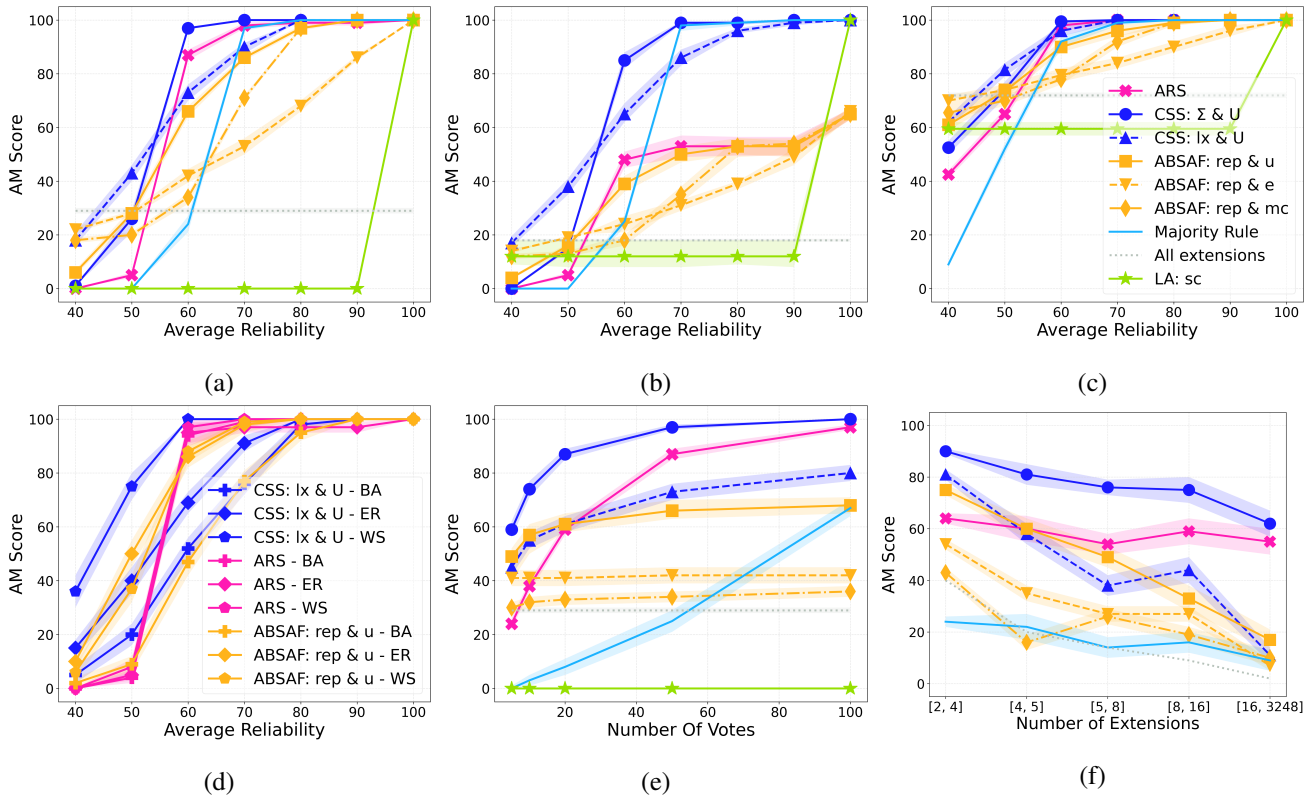 100
80
60
40
20
0
AM Score
40 50 60 70 80 90 100
Average Reliability
(a)
100
80
60
40
20
0
AM Score
40 50 60 70 80 90 100
Average Reliability
(b)
100
80
60
40
20
0
AM Score
40 50 60 70 80 90 100
Average Reliability
ARS
CSS: Σ & U
CSS: lx & U
ABSAF: rep & u
ABSAF: rep & e
ABSAF: rep & mc
Majority Rule
All extensions
LA: sc
(c)
100
80
60
40
20
0
AM Score
40 50 60 70 80 90 100
Average Reliability
CSS: lx & U - BA
CSS: lx & U - ER
CSS: lx & U - WS
ARS - BA
ARS - ER
ARS - WS
ABSAF: rep & u - BA
ABSAF: rep & u - ER
ABSAF: rep & u - WS
(d)
100
80
60
40
20
0
AM Score
20 40 60 80 100
Number Of Votes
(e)
100
80
60
40
20
0
AM Score
[2, 4] [4, 5] [5, 8] [8, 16] [16, 3248]
Number of Extensions
(f)